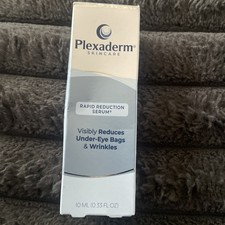 Plexaderm®
SKINCARE
RAPID REDUCTION
SERUM+
Visibly Reduces
Under-Eye Bags
& Wrinkles
10 ML (0.33 FL.OZ)